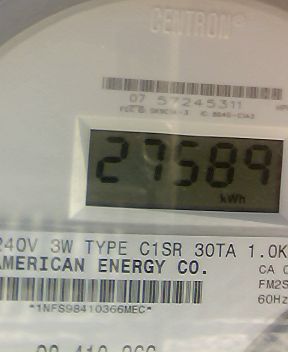 CENTRON®
07 57245311
27589
kWh
240V 3W TYPE C1SR 30TA 1.0K
AMERICAN ENERGY CO.
CA 0
FM2S
60Hz
*1NFS98410366MEC*